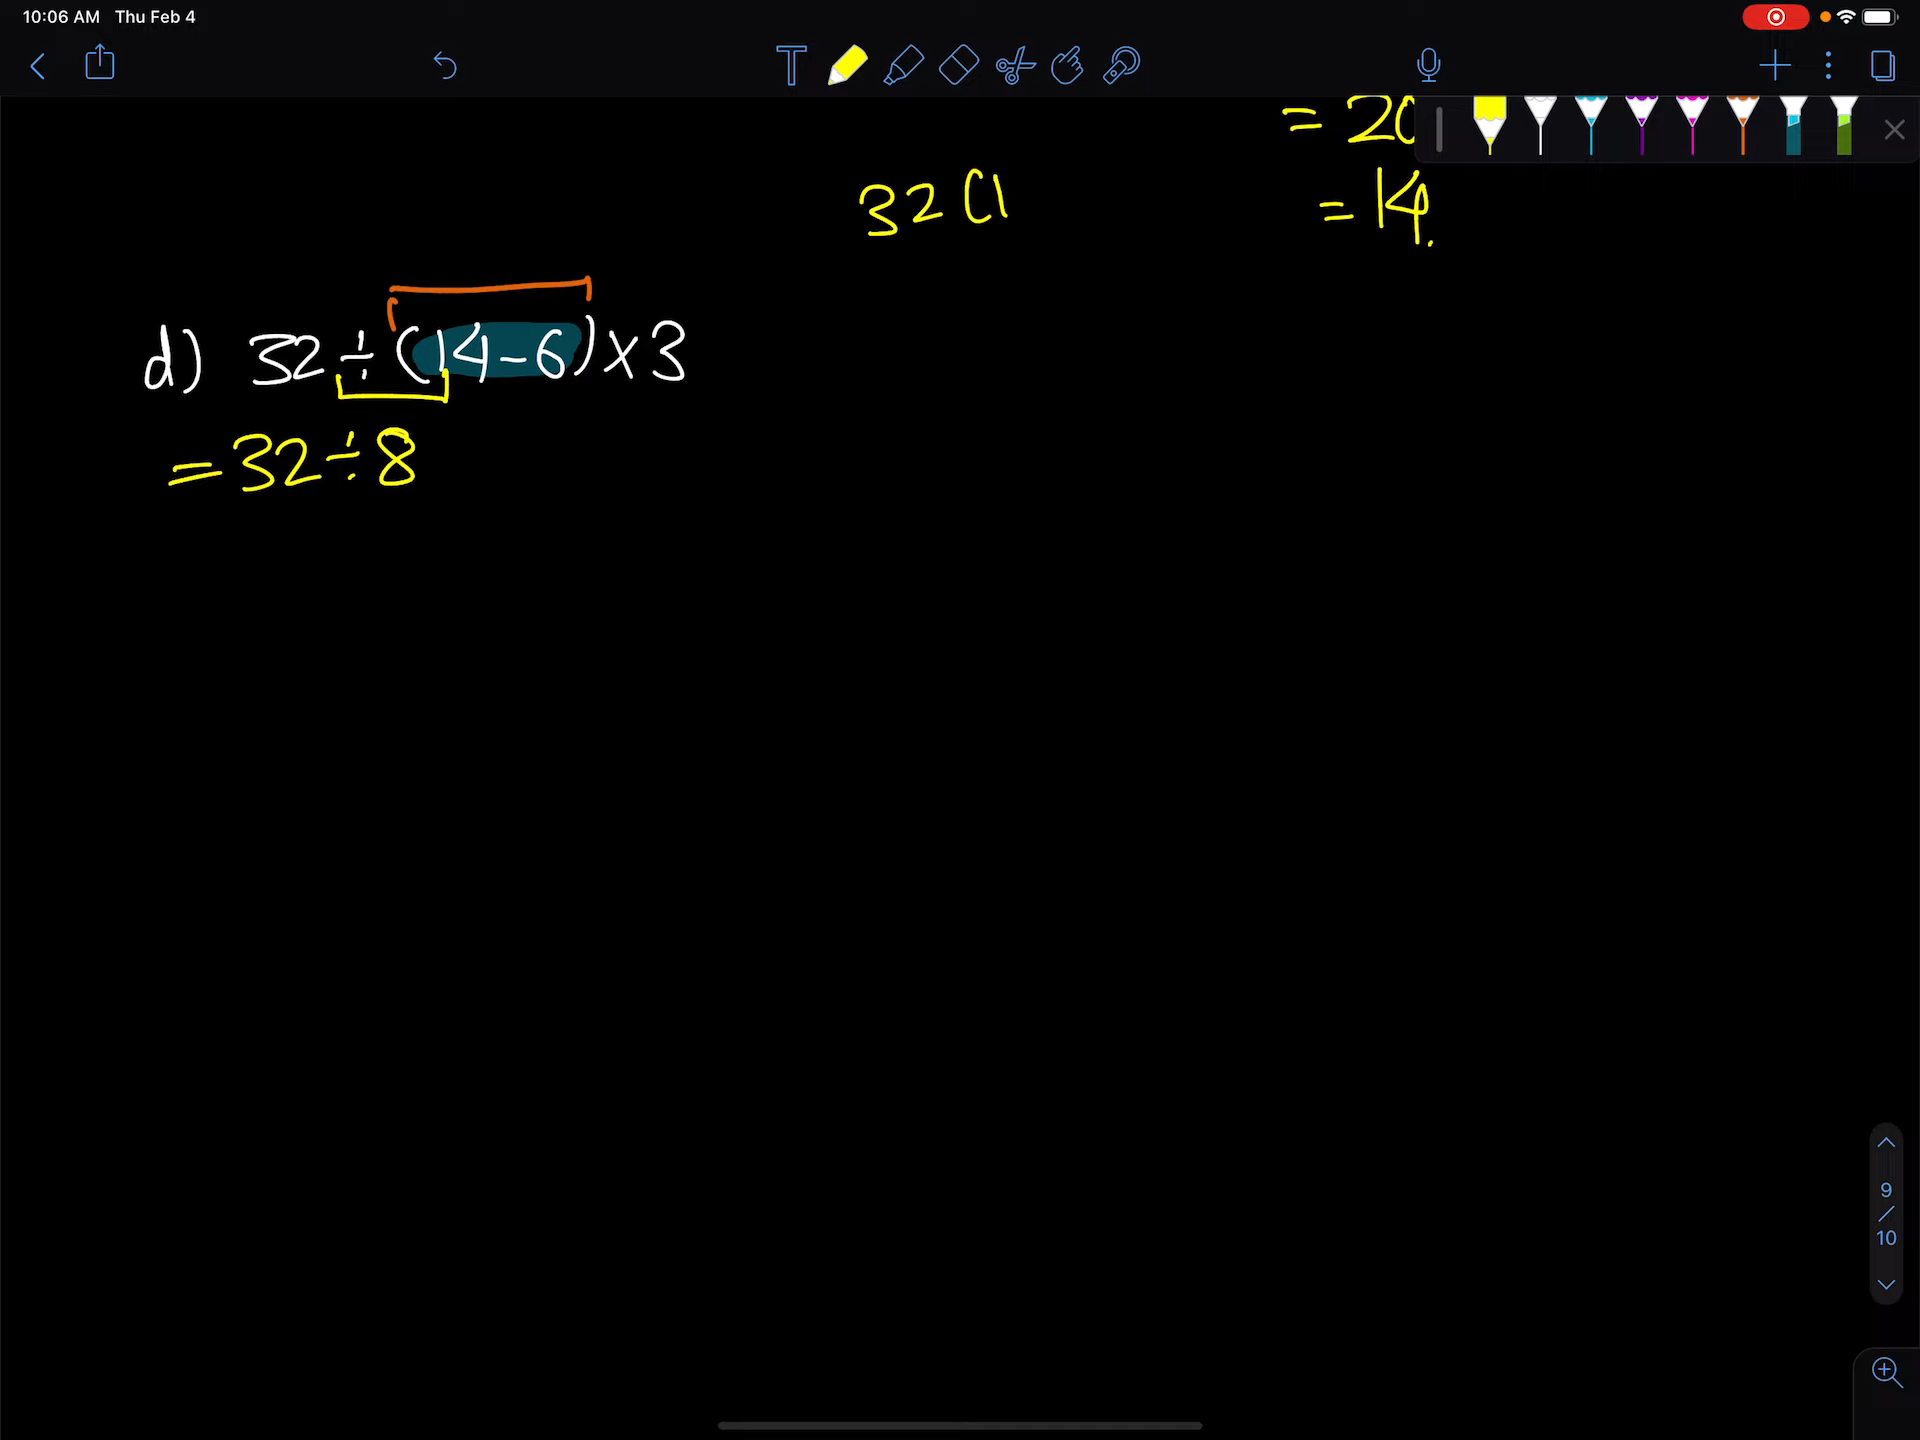 10:06 AM Thu Feb 4
T
= 20
32 (1
= 14.
d) 32 ÷ (14 - 6) x 3
= 32 ÷ 8
9
/
10